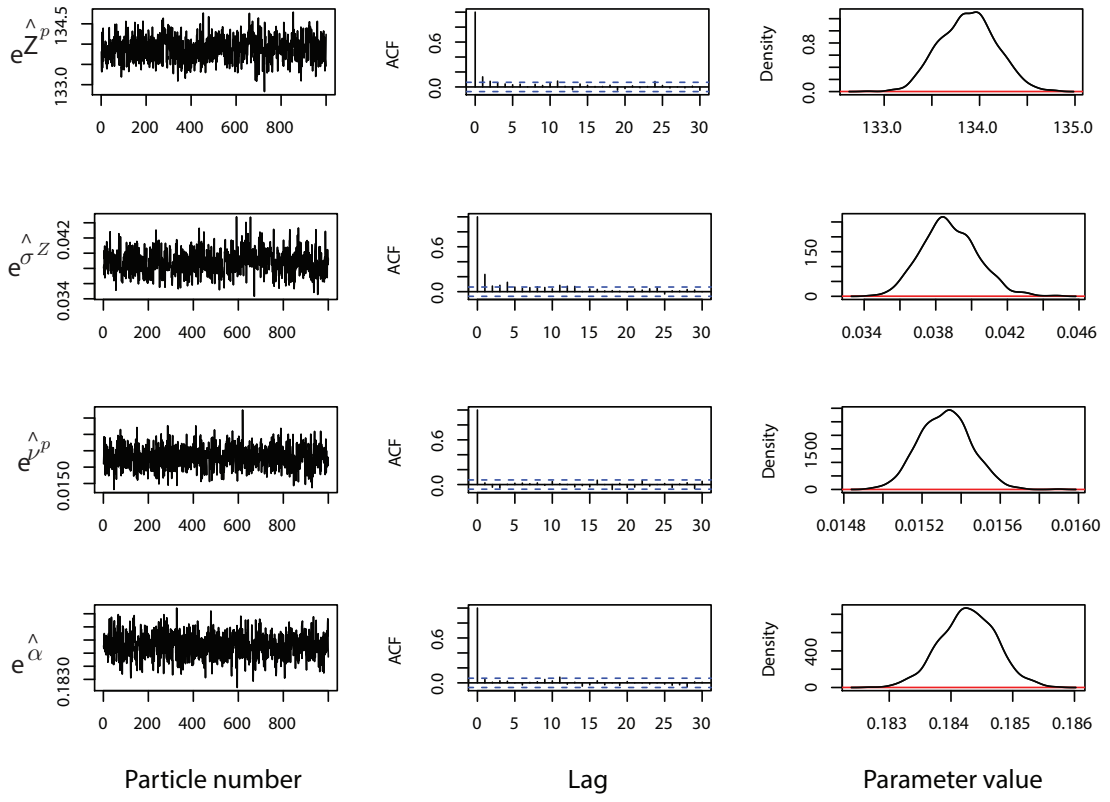 e^{\hat{Z}^p}
133.0 134.5
0 200 400 600 800
ACF
0.0 0.6
0 5 10 15 20 25 30
Density
0.0 0.8
133.0 134.0 135.0
e^{\hat{σ}^Z}
0.034 0.042
0 200 400 600 800
ACF
0.0 0.6
0 5 10 15 20 25 30
0 150
0.034 0.038 0.042 0.046
e^{\hat{ν}^p}
0.0150
0 200 400 600 800
ACF
0.0 0.6
0 5 10 15 20 25 30
Density
0 1500
0.0148 0.0152 0.0156 0.0160
e^{\hat{α}}
0.1830
0 200 400 600 800
ACF
0.0 0.6
0 5 10 15 20 25 30
Density
0 400
0.183 0.184 0.185 0.186
Particle number
Lag
Parameter value